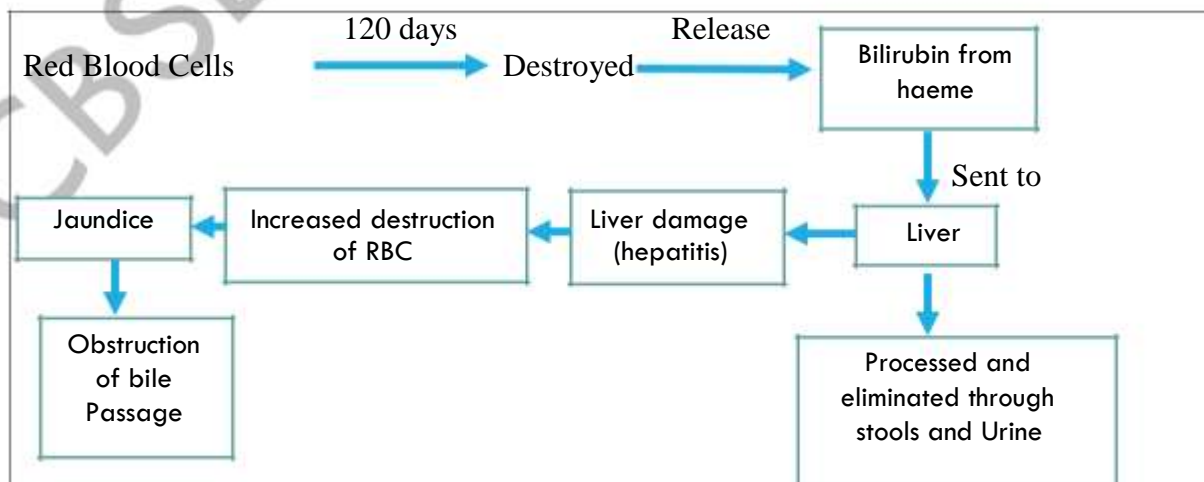 120 days
Release
Red Blood Cells
Destroyed
Bilirubin from
haeme
Sent to
Jaundice
Increased destruction
of RBC
Liver damage
(hepatitis)
Liver
Obstruction
of bile
Passage
Processed and
eliminated through
stools and Urine
CBSE